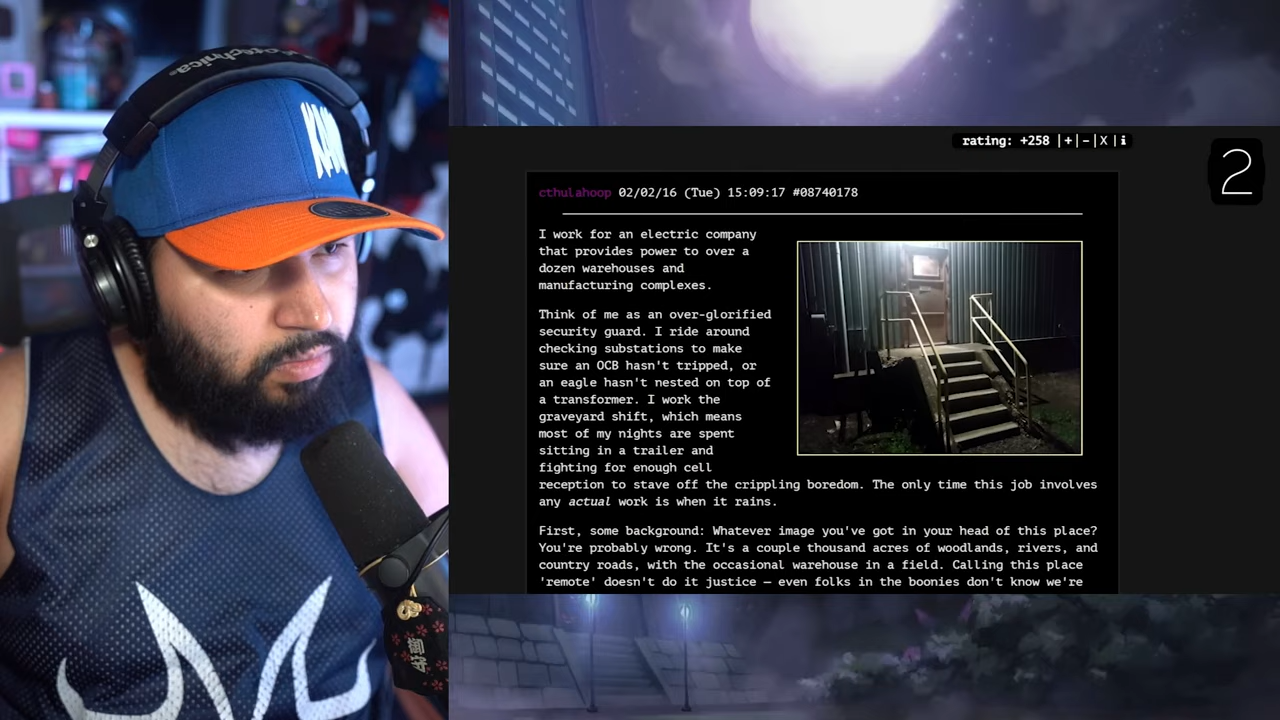 audio-technica
KAM
rating: +258 |+|-|X|i
2
cthulahoop 02/02/16 (Tue) 15:09:17 #08740178
I work for an electric company
that provides power to over a
dozen warehouses and
manufacturing complexes.
Think of me as an over-glorified
security guard. I ride around
checking substations to make
sure an OCB hasn't tripped, or
an eagle hasn't nested on top of
a transformer. I work the
graveyard shift, which means
most of my nights are spent
sitting in a trailer and
fighting for enough cell
reception to stave off the crippling boredom. The only time this job involves
any actual work is when it rains.
First, some background: Whatever image you've got in your head of this place?
You're probably wrong. It's a couple thousand acres of woodlands, rivers, and
country roads, with the occasional warehouse in a field. Calling this place
'remote' doesn't do it justice — even folks in the boonies don't know we're